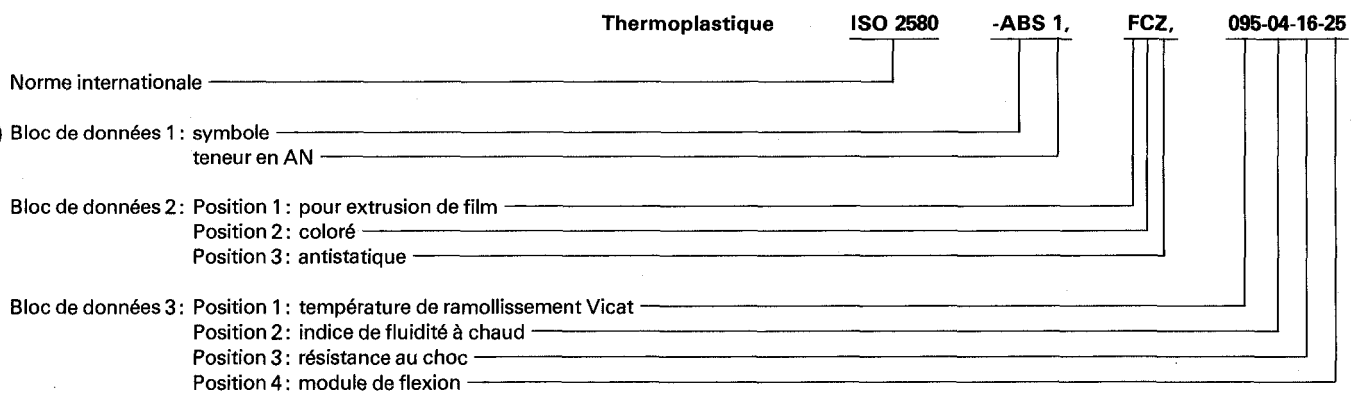 Thermoplastique ISO 2580 -ABS 1, FCZ, 095-04-16-25
Norme internationale
) Bloc de données 1 : symbole
teneur en AN
Bloc de données 2 : Position 1 : pour extrusion de film
Position 2 : coloré
Position 3 : antistatique
Bloc de données 3 : Position 1 : température de ramollissement Vicat
Position 2 : indice de fluidité à chaud
Position 3 : résistance au choc
Position 4 : module de flexion